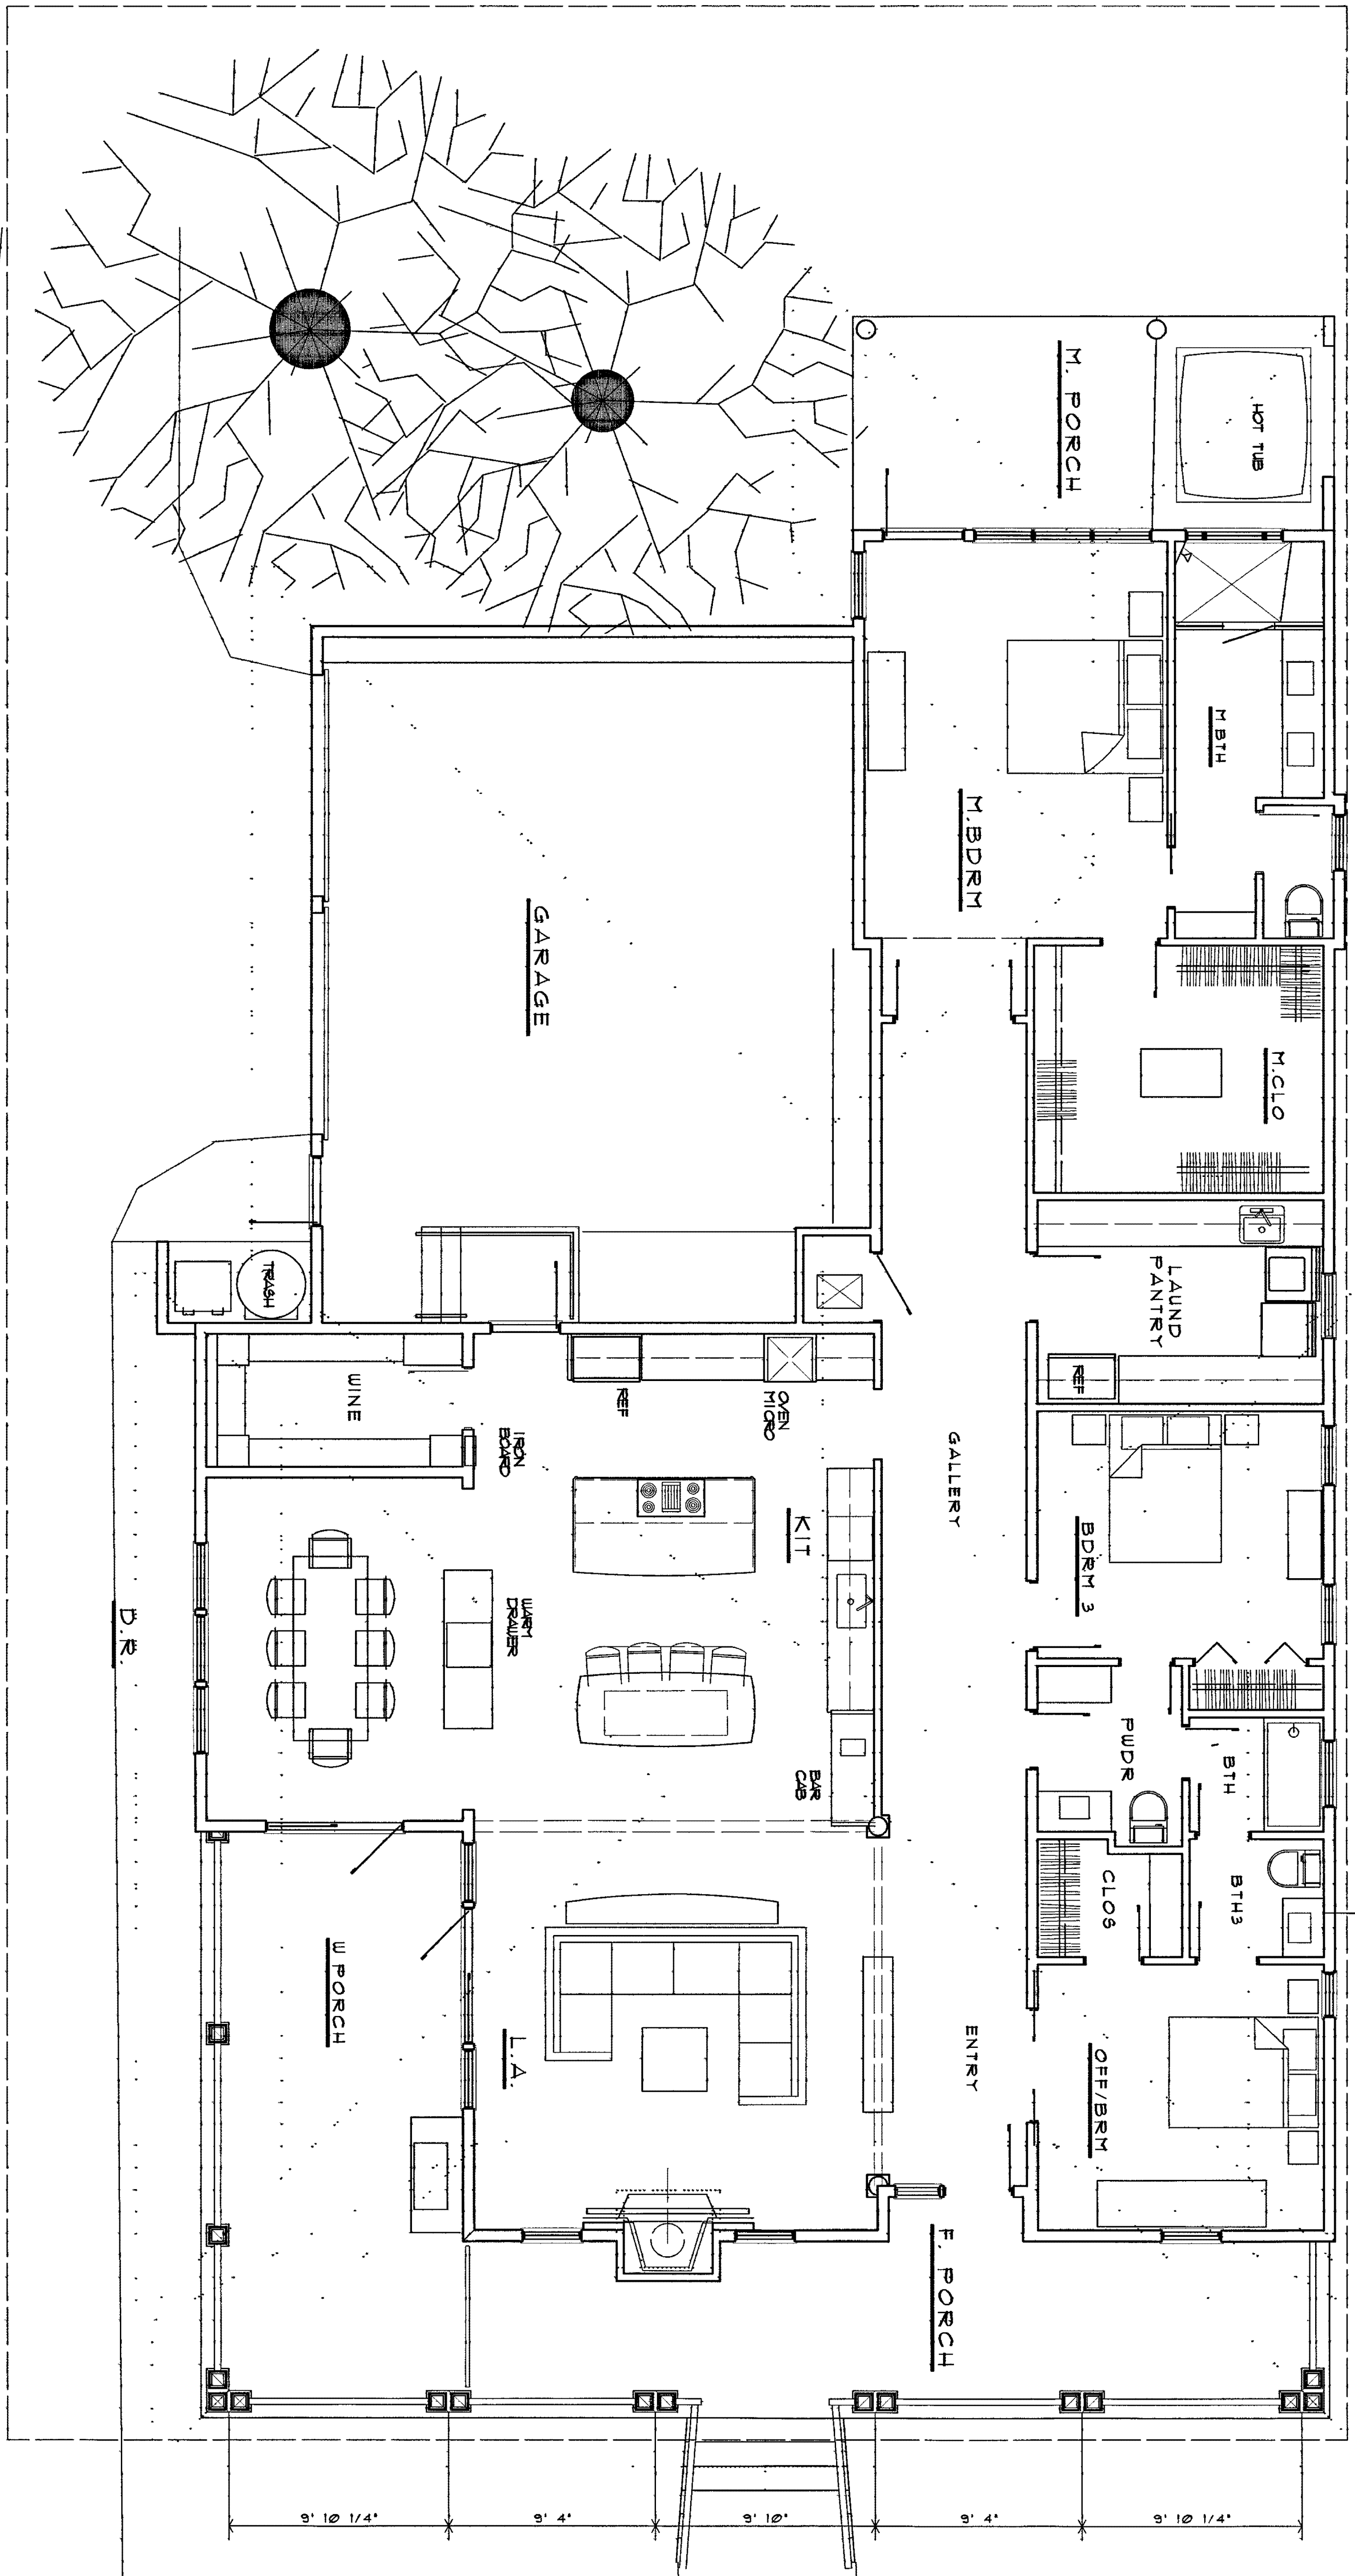 HOT TUB
M. PORCH
M BTH
M.BDRM
GARAGE
M.CLO
LAUND
PANTRY
TRASH
REF
WINE
REF
OVEN
MICRO
IRON
BOARD
GALLERY
KIT
BDRM 3
D.R.
WARM
DRAWER
BAR
CAB
PWDR
BTH
BTH3
CLOS
W PORCH
L.A.
ENTRY
OFF/BRM
F. PORCH
9' 10 1/4"
9' 4"
9' 10"
9' 4"
9' 10 1/4"